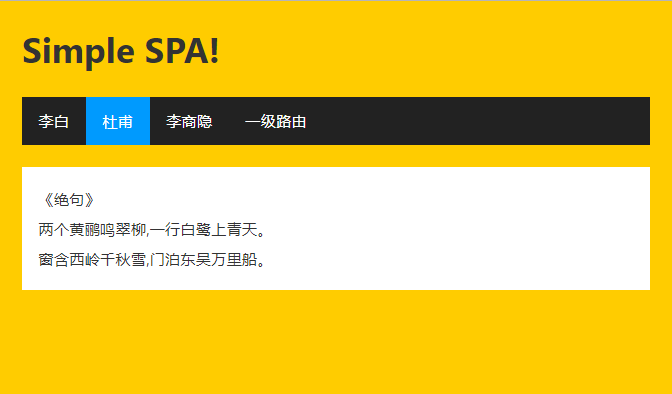 Simple SPA!
李白 杜甫 李商隐 一级路由
《绝句》
两个黄鹂鸣翠柳,一行白鹭上青天。
窗含西岭千秋雪,门泊东吴万里船。